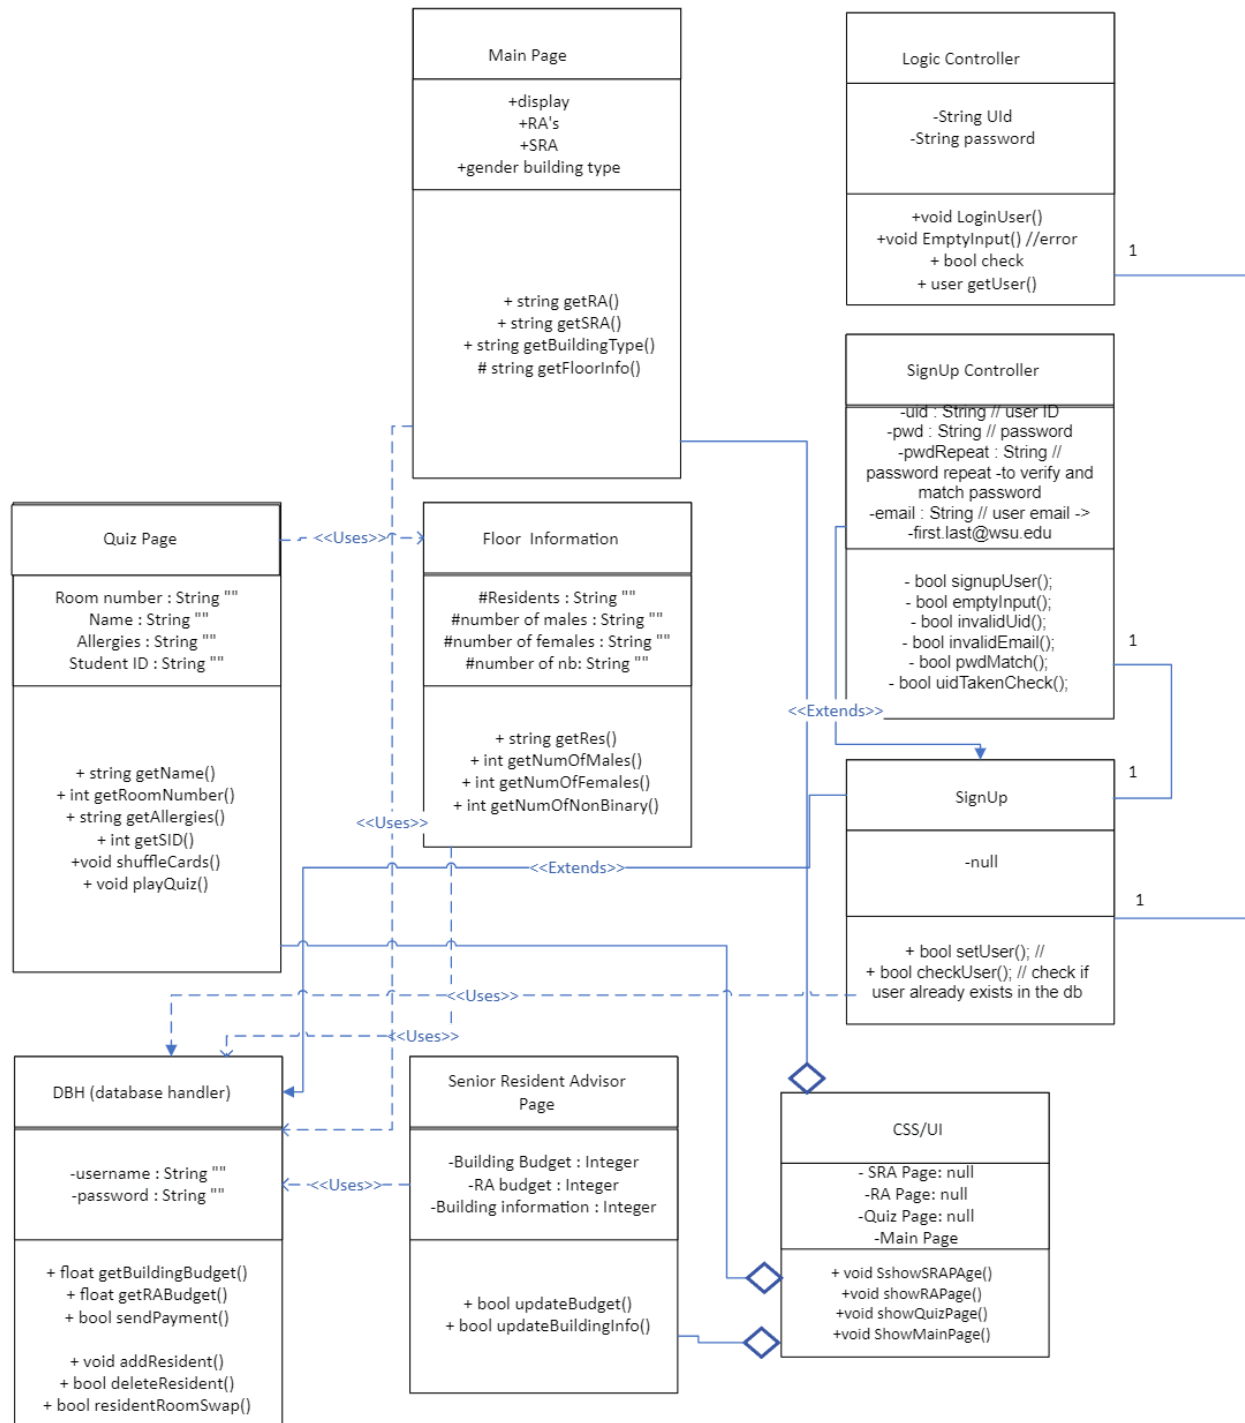 Main Page
+display
+RA's
+SRA
+gender building type
+ string getRA()
+ string getSRA()
+ string getBuildingType()
# string getFloorInfo()
Logic Controller
-String UId
-String password
+void LoginUser()
+void EmptyInput() //error
+ bool check
+ user getUser()
1
SignUp Controller
-uid : String // user ID
-pwd : String // password
-pwdRepeat : String //
password repeat -to verify and
match password
-email : String // user email ->
-first.last@wsu.edu
- bool signupUser();
- bool emptyInput();
- bool invalidUid();
- bool invalidEmail();
- bool pwdMatch();
- bool uidTakenCheck();
1
Quiz Page
Room number : String ""
Name : String ""
Allergies : String ""
Student ID : String ""
+ string getName()
+ int getRoomNumber()
+ string getAllergies()
+ int getSID()
+void shuffleCards()
+ void playQuiz()
<<Uses>>
Floor Information
#Residents : String ""
#number of males : String ""
#number of females : String ""
#number of nb: String ""
+ string getRes()
+ int getNumOfMales()
+ int getNumOfFemales()
+ int getNumOfNonBinary()
<<Extends>>
<<Uses>>
<<Extends>>
1
SignUp
-null
1
+ bool setUser(); //
+ bool checkUser(); // check if
user already exists in the db
<<Uses>>
<<Uses>>
DBH (database handler)
-username : String ""
-password : String ""
+ float getBuildingBudget()
+ float getRABudget()
+ bool sendPayment()
+ void addResident()
+ bool deleteResident()
+ bool residentRoomSwap()
<<Uses>>
Senior Resident Advisor
Page
-Building Budget : Integer
-RA budget : Integer
-Building information : Integer
+ bool updateBudget()
+ bool updateBuildingInfo()
CSS/UI
- SRA Page: null
-RA Page: null
-Quiz Page: null
-Main Page
+ void SshowSRAPAge()
+void showRAPage()
+void showQuizPage()
+void ShowMainPage()